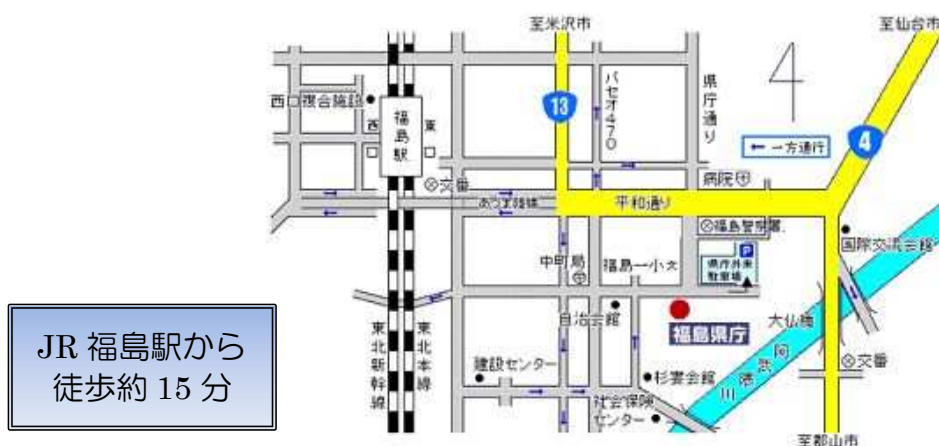 至米沢市
至仙台市
西口複合施設
福島駅
西口
東口
13
パセオ470
県庁通り
4
一方通行
交番
病院
あづま陸橋
平和通り
福島警察署
P
国際交流会館
中町局
福島一小
文
県庁外来
駐車場
自治会館
福島県庁
大仏橋
阿武隈川
東北新幹線
東北本線
建設センター
杉妻会館
交番
JR 福島駅から
徒歩約 15 分
社会保険
センター
至郡山市